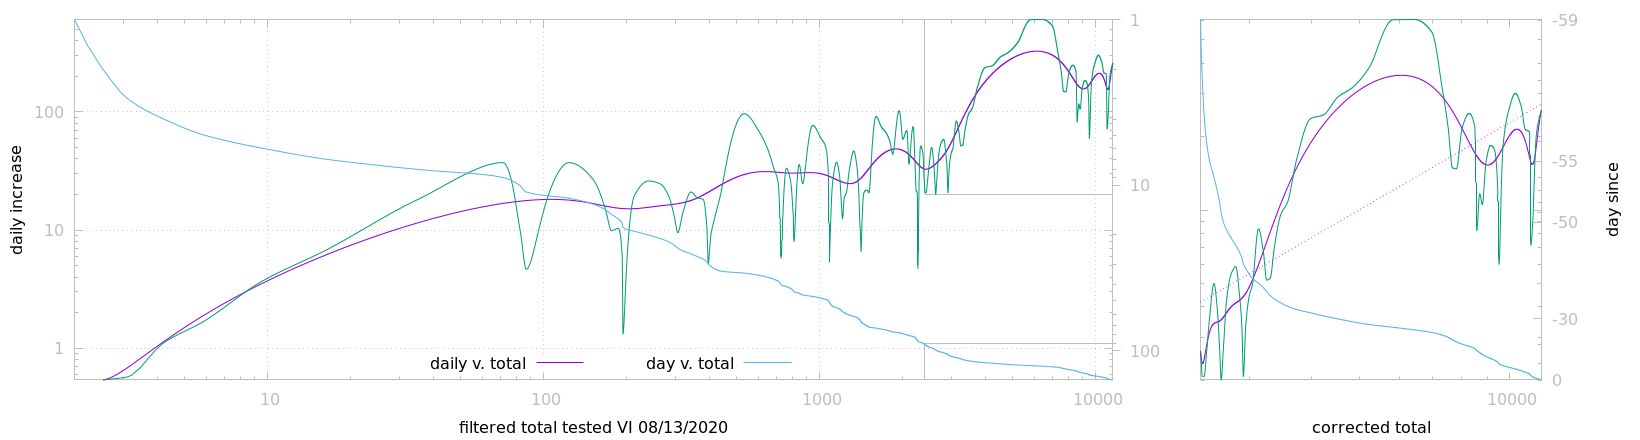 daily increase
100
10
1
10
100
1000
10000
1
10
100
daily v. total
day v. total
filtered total tested VI 08/13/2020
-59
-55
-50
-30
0
day since
10000
corrected total